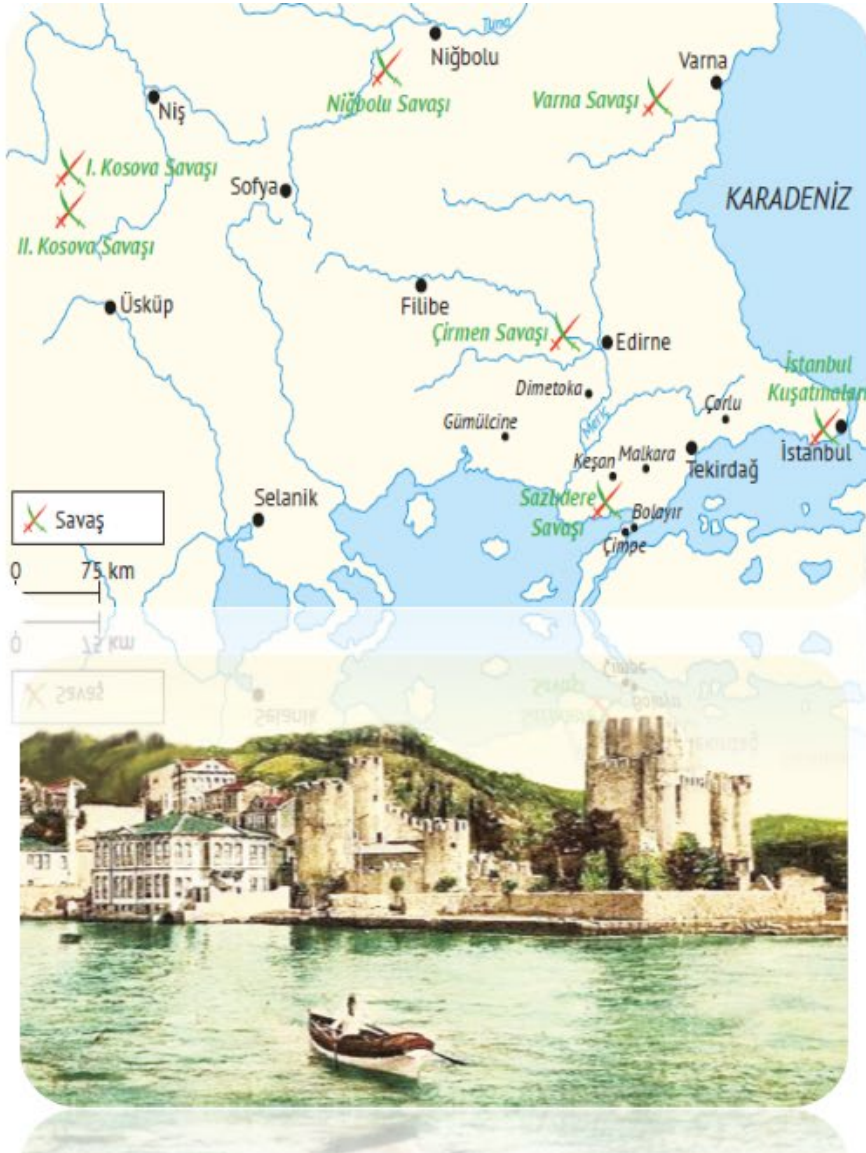 Tuna
Niğbolu
Varna
Niğbolu Savaşı
Varna Savaşı
Niş
I. Kosova Savaşı
Sofya
KARADENİZ
II. Kosova Savaşı
Üsküp
Filibe
Çirmen Savaşı
Edirne
İstanbul
Kuşatmaları
Dimetoka
Meriç
Gümülcine
Çorlu
Keşan
Malkara
Tekirdağ
İstanbul
Sazlıdere
Savaşı
Bolayır
Çimpe
Selanik
Savaş
0 75 km